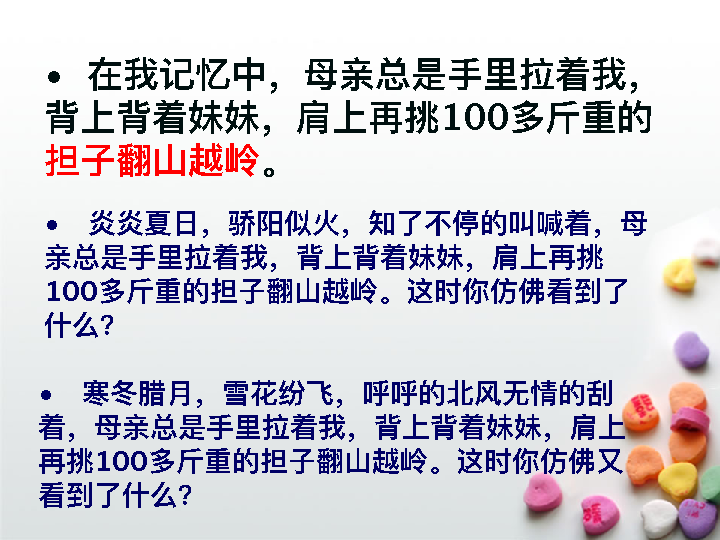 • 在我记忆中，母亲总是手里拉着我，
背上背着妹妹，肩上再挑100多斤重的
担子翻山越岭。
• 炎炎夏日，骄阳似火，知了不停的叫喊着，母
亲总是手里拉着我，背上背着妹妹，肩上再挑
100多斤重的担子翻山越岭。这时你仿佛看到了
什么？
• 寒冬腊月，雪花纷飞，呼呼的北风无情的刮
着，母亲总是手里拉着我，背上背着妹妹，肩上
再挑100多斤重的担子翻山越岭。这时你仿佛又
看到了什么？